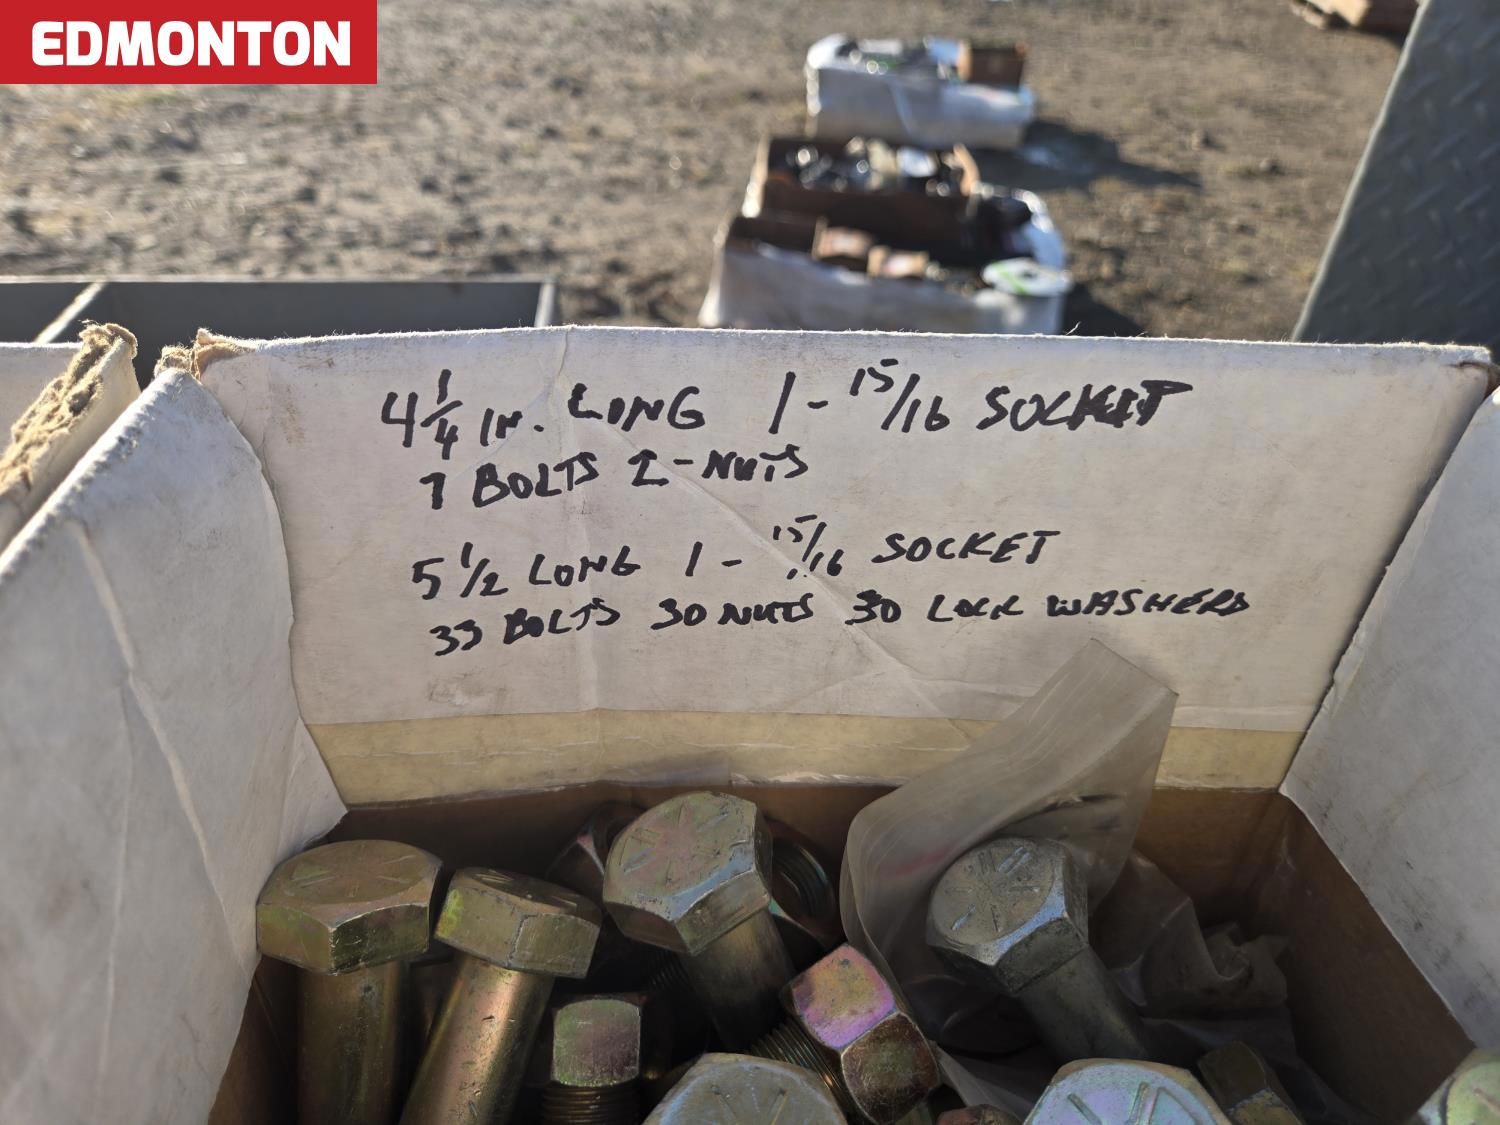 EDMONTON
4 1/4 IN. LONG 1 - 15/16 SOCKET
7 BOLTS 2 - NUTS
5 1/2 LONG 1 - 15/16 SOCKET
33 BOLTS 30 NUTS 30 LOCK WASHERS